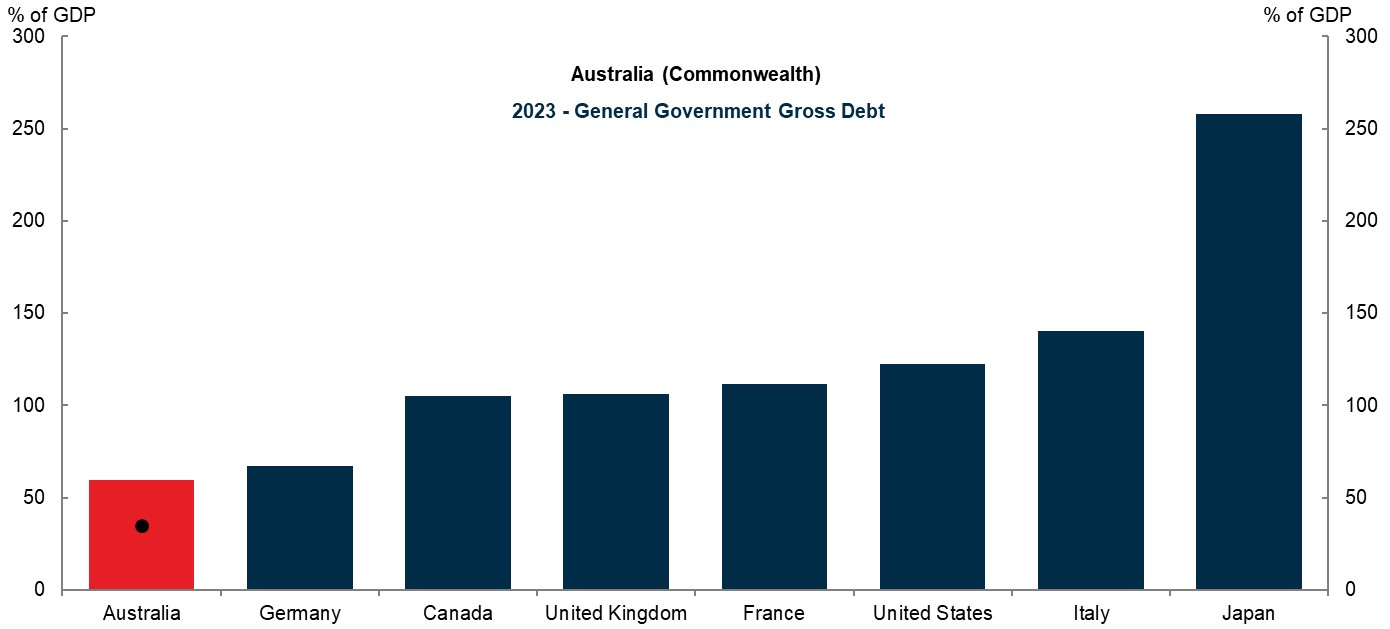 % of GDP
% of GDP
300
300
Australia (Commonwealth)
2023 - General Government Gross Debt
250
250
200
200
150
150
100
100
50
50
0
0
Australia
Germany
Canada
United Kingdom
France
United States
Italy
Japan